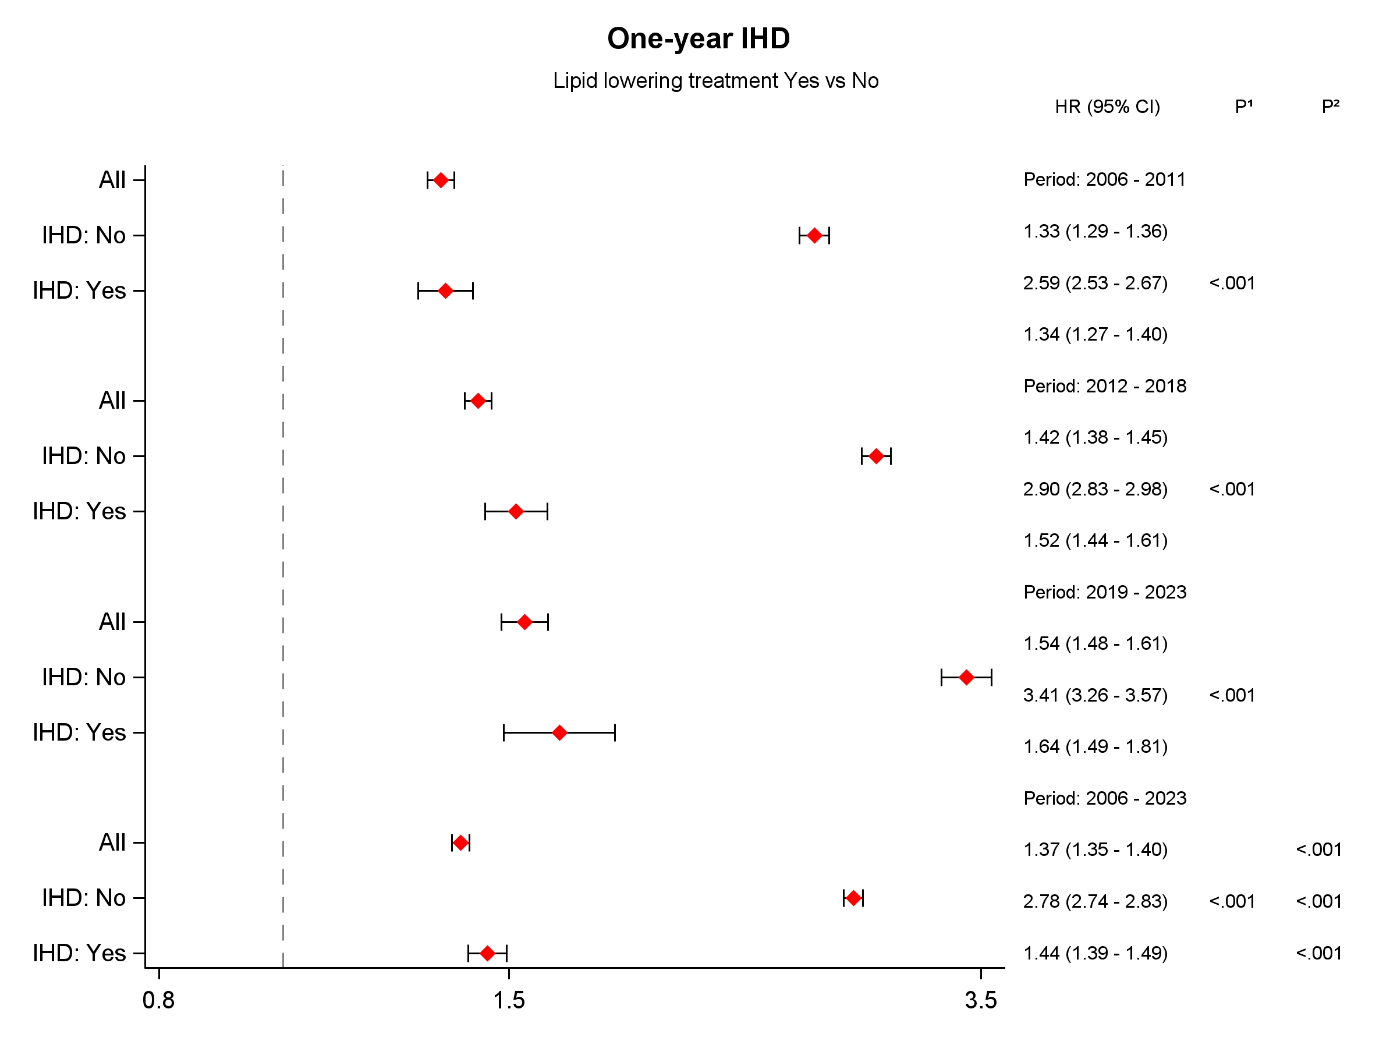 One-year IHD
Lipid lowering treatment Yes vs No
HR (95% CI) P¹ P²
All Period: 2006 - 2011
IHD: No 1.33 (1.29 - 1.36)
IHD: Yes 2.59 (2.53 - 2.67) <.001
1.34 (1.27 - 1.40)
All Period: 2012 - 2018
IHD: No 1.42 (1.38 - 1.45)
IHD: Yes 2.90 (2.83 - 2.98) <.001
1.52 (1.44 - 1.61)
All Period: 2019 - 2023
IHD: No 1.54 (1.48 - 1.61)
IHD: Yes 3.41 (3.26 - 3.57) <.001
1.64 (1.49 - 1.81)
Period: 2006 - 2023
All 1.37 (1.35 - 1.40) <.001
IHD: No 2.78 (2.74 - 2.83) <.001 <.001
IHD: Yes 1.44 (1.39 - 1.49) <.001
0.8 1.5 3.5